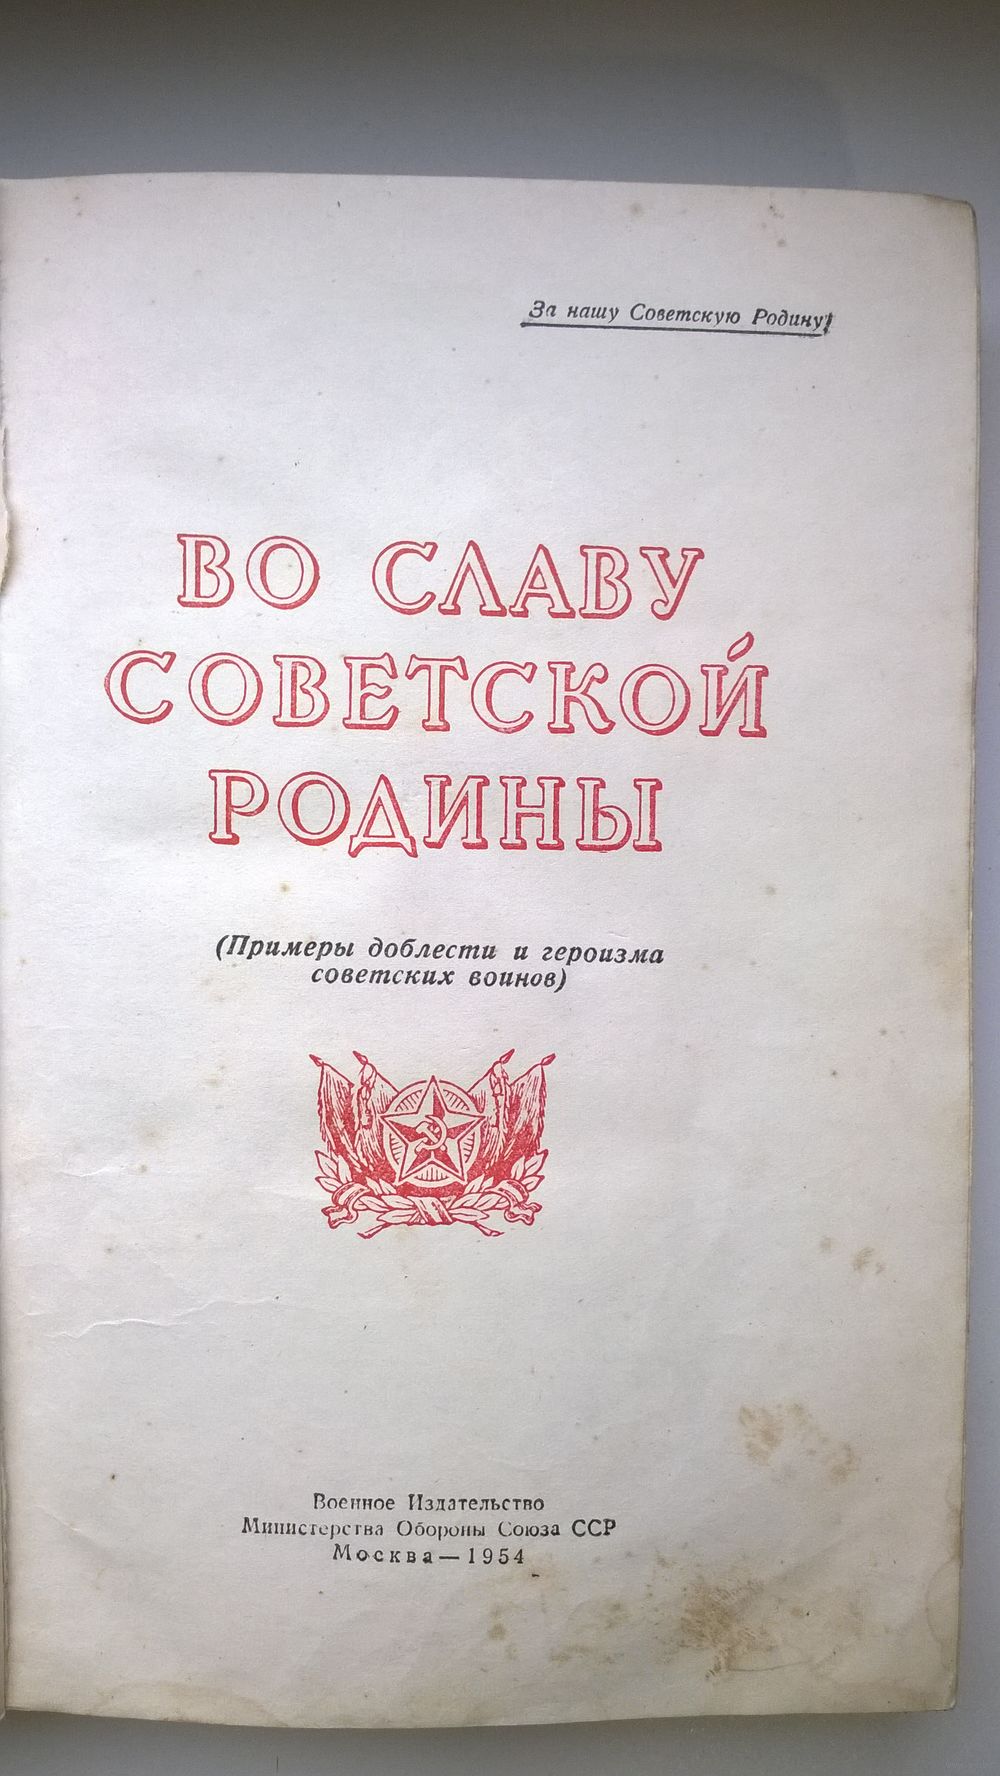 За нашу Советскую Родину!
ВО СЛАВУ
СОВЕТСКОЙ
РОДИНЫ
(Примеры доблести и героизма
советских воинов)
Военное Издательство
Министерства Обороны Союза ССР
Москва — 1954